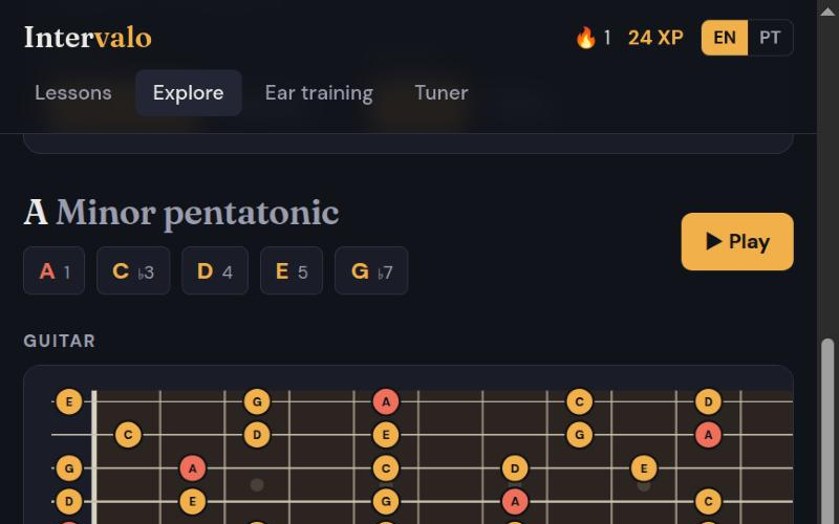 Intervalo
🔥 1 24 XP EN PT
Lessons Explore Ear training Tuner
A Minor pentatonic
▶ Play
A 1 C ♭3 D 4 E 5 G ♭7
GUITAR
E G A C D
C D E G A
G A C D E
D E G A C